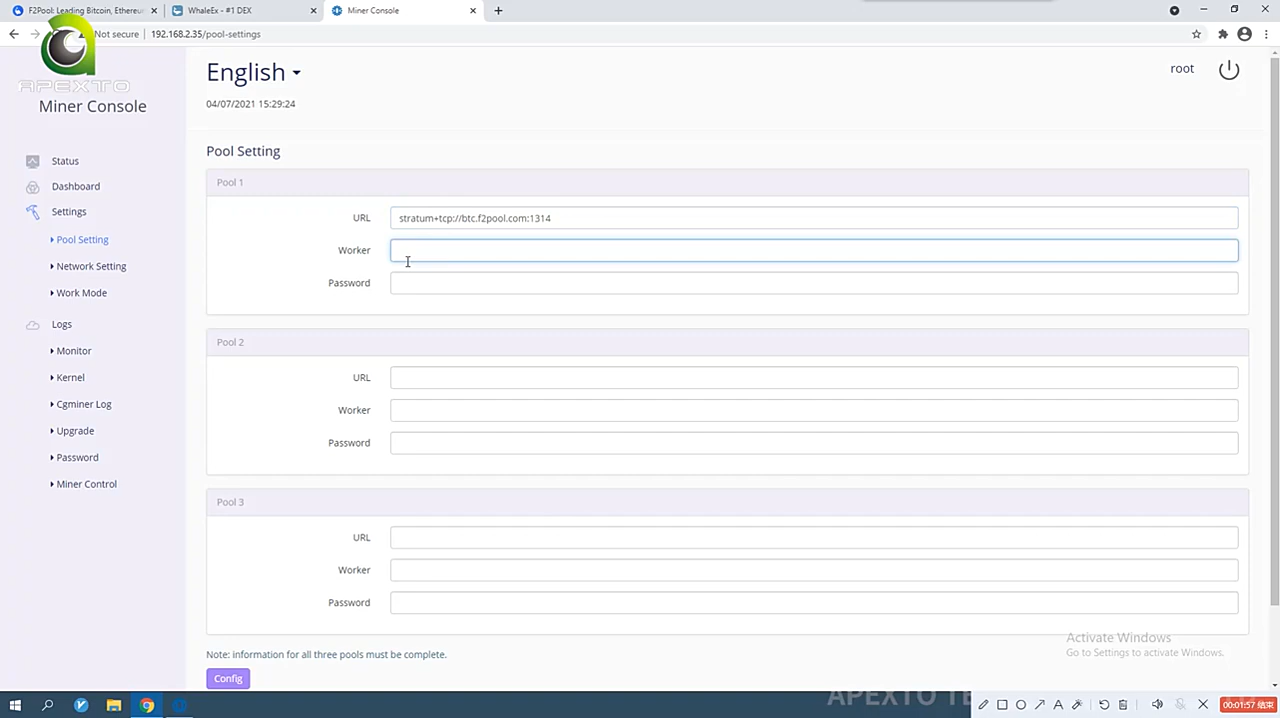 F2Pool: Leading Bitcoin, Ethereu
WhaleEx - #1 DEX
Miner Console
Not secure
192.168.2.35/pool-settings
APEXTO
Miner Console
Status
Dashboard
Settings
Pool Setting
Network Setting
Work Mode
Logs
Monitor
Kernel
Cgminer Log
Upgrade
Password
Miner Control
English
root
04/07/2021 15:29:24
Pool Setting
Pool 1
URL
stratum+tcp://btc.f2pool.com:1314
Worker
Password
Pool 2
URL
Worker
Password
Pool 3
URL
Worker
Password
Note: information for all three pools must be complete.
Config
Activate Windows
Go to Settings to activate Windows.
APEXTO TE
00:01:57 结束